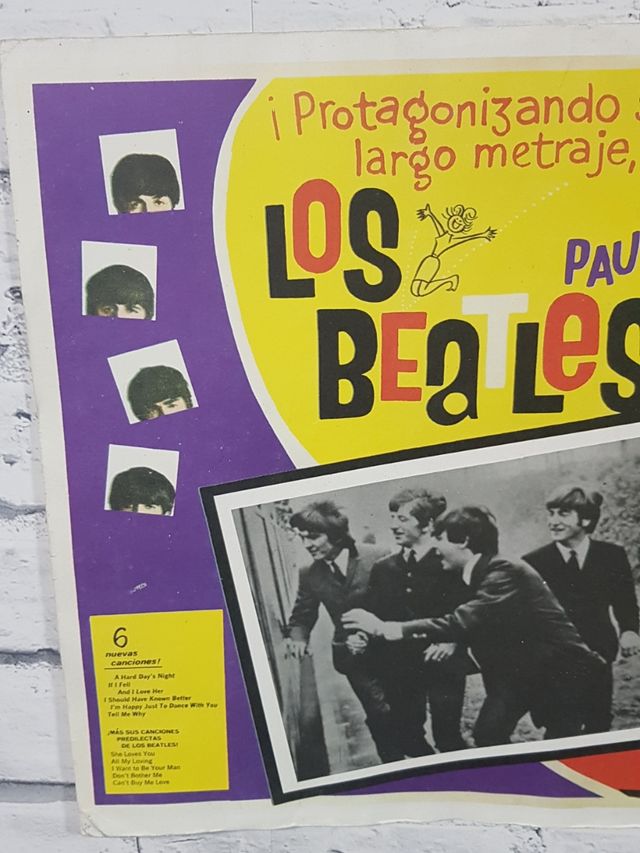 ¡Protagonizando
largo metraje,
LOS
PAU
BEATLES
6
nuevas
canciones!
A Hard Day's Night
If I Fell
And I Love Her
I Should Have Known Better
I'm Happy Just To Dance With You
Tell Me Why
¡MÁS SUS CANCIONES
PREDILECTAS
DE LOS BEATLES!
She Loves You
All My Loving
I Want to Be Your Man
Don't Bother Me
Can't Buy Me Love